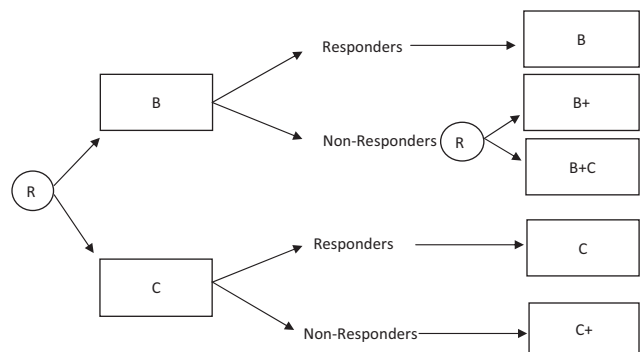 Responders
B
B
B+
Non-Responders
R
B+C
R
Responders
C
C
Non-Responders
C+